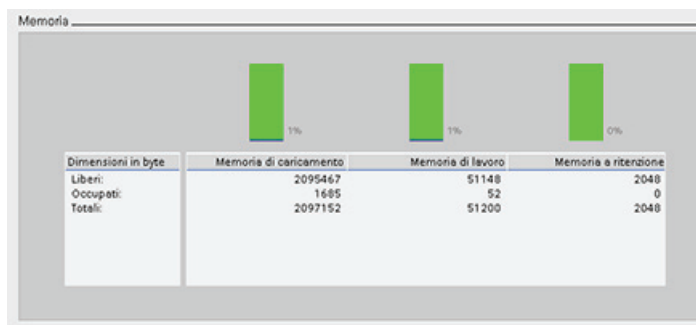 Memoria
1% 1% 0%
Dimensioni in byte Memoria di caricamento Memoria di lavoro Memoria a ritenzione
Liberi: 2095467 51148 2048
Occupati: 1685 52 0
Totali: 2097152 51200 2048